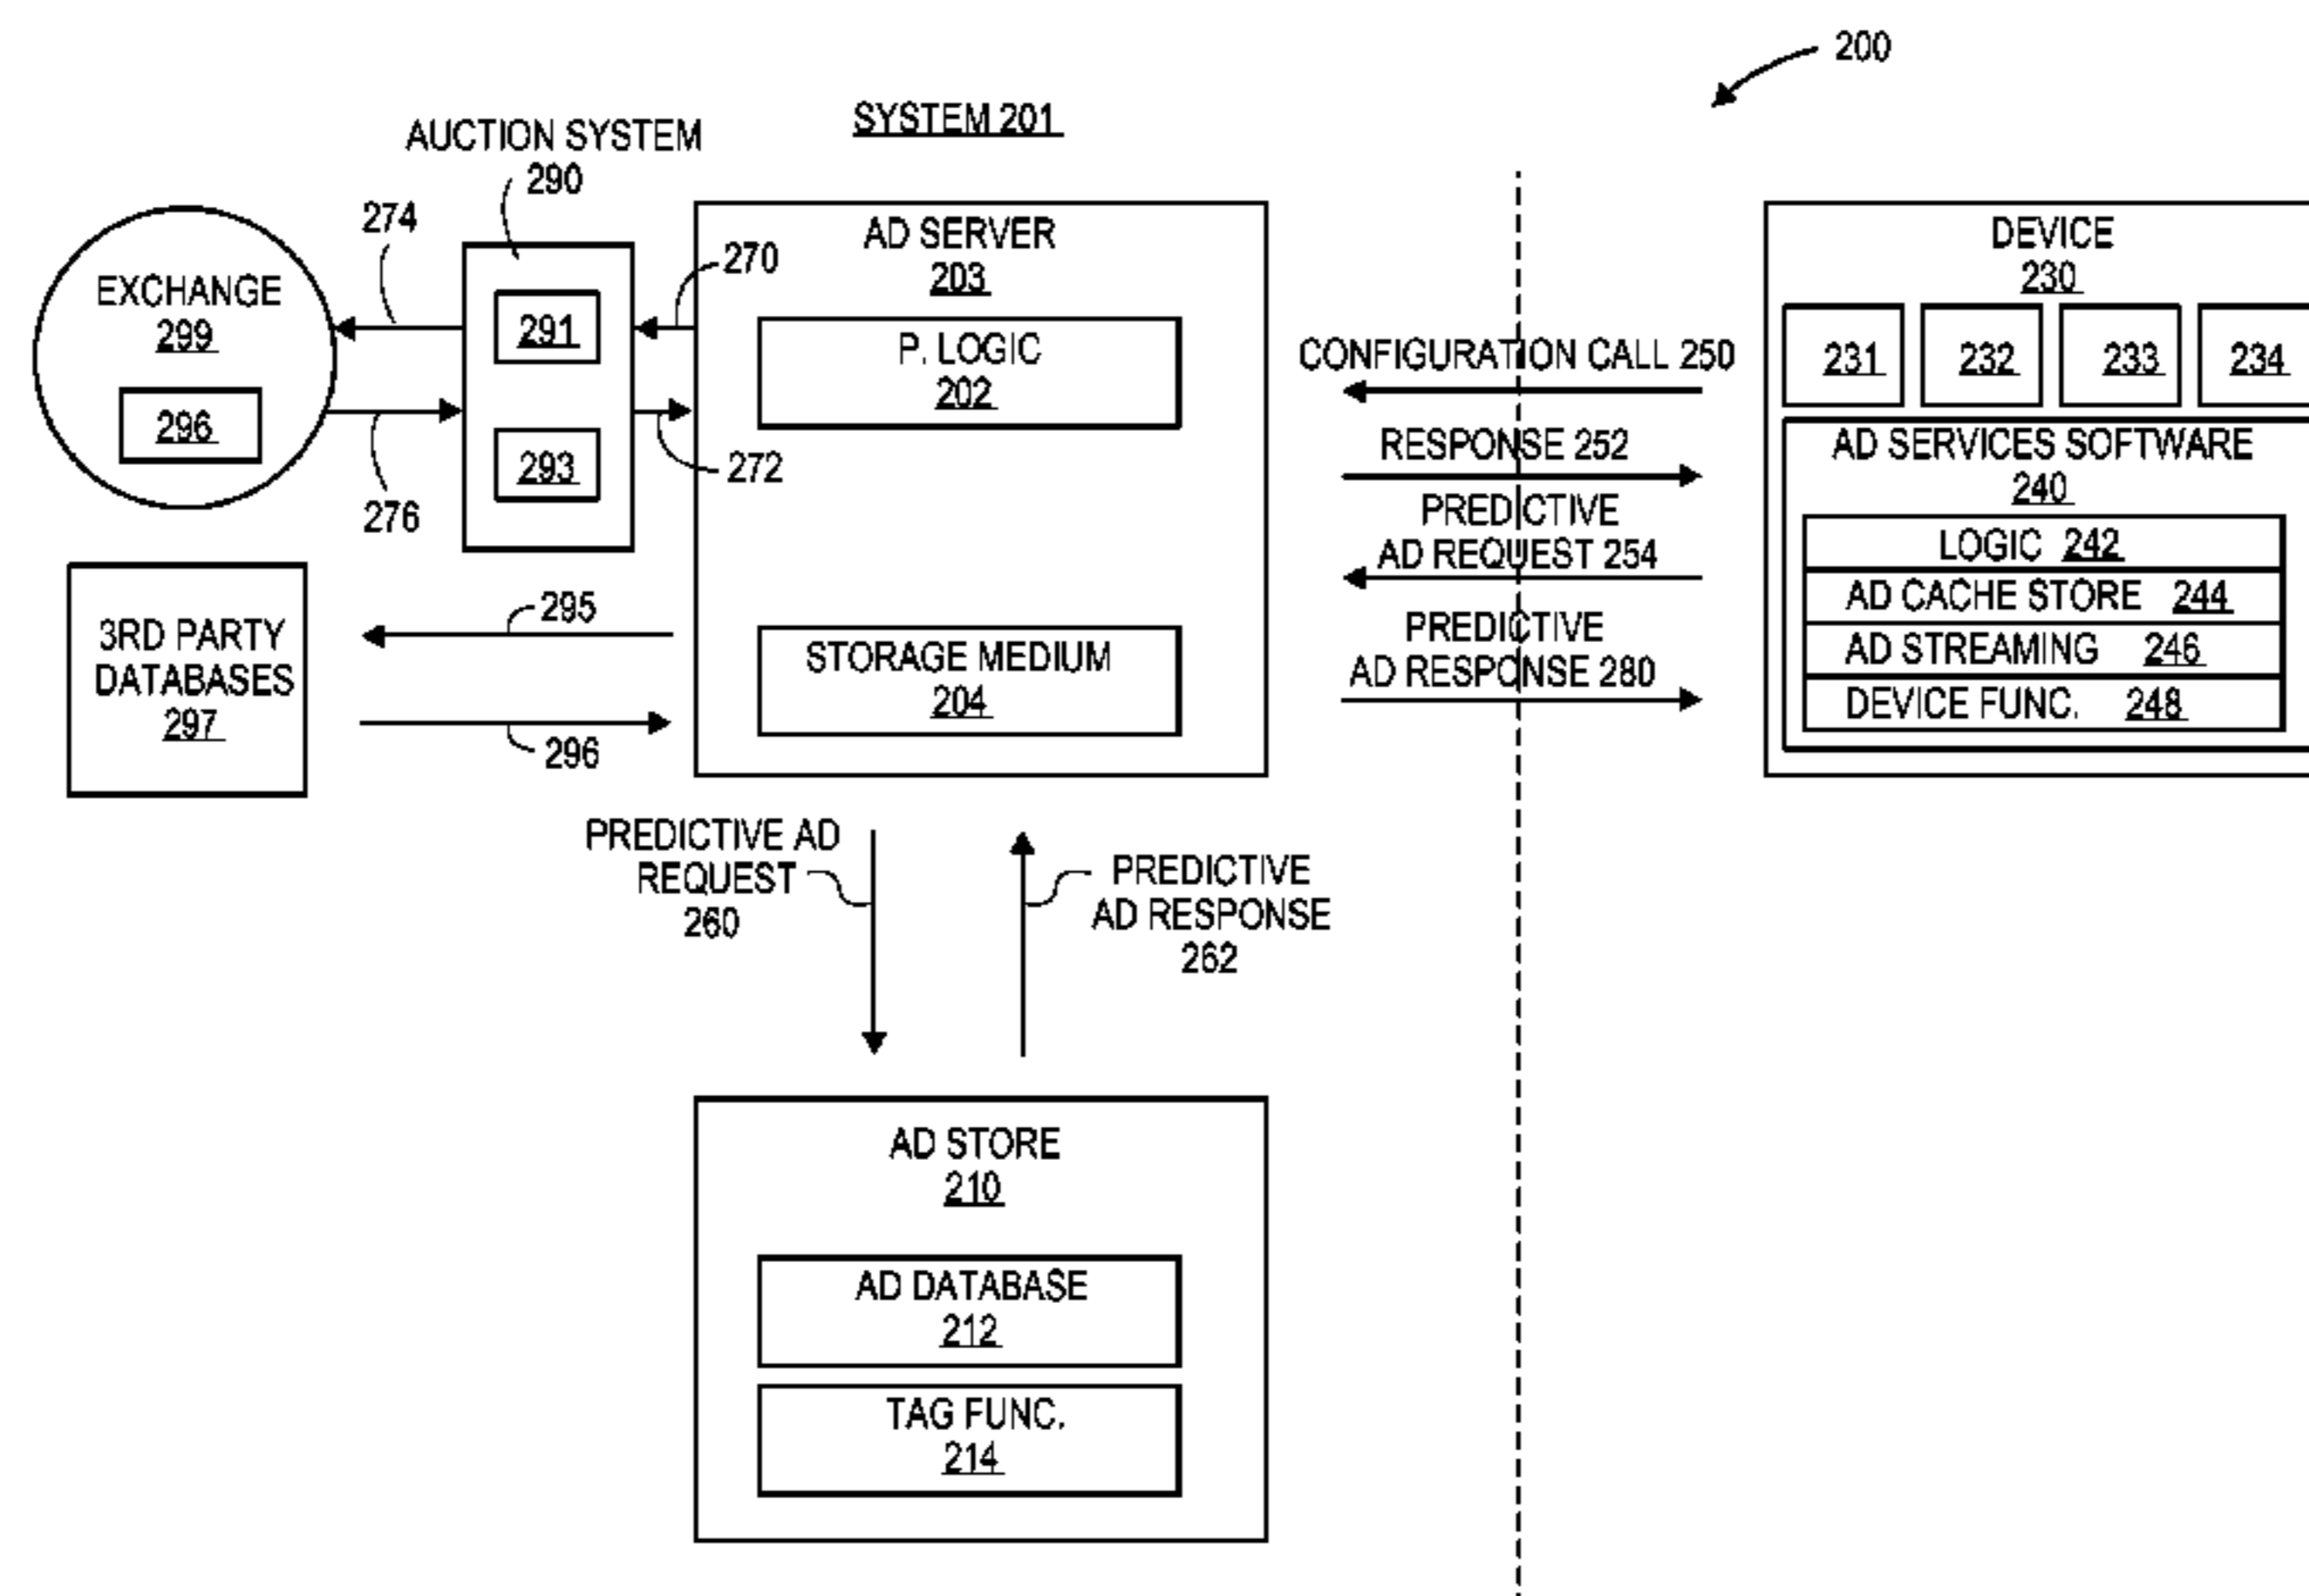 200
SYSTEM 201
AUCTION SYSTEM
290
274
EXCHANGE
299
296
276
291
293
270
272
AD SERVER
203
P. LOGIC
202
STORAGE MEDIUM
204
3RD PARTY
DATABASES
297
295
296
CONFIGURATION CALL 250
RESPONSE 252
PREDICTIVE
AD REQUEST 254
PREDICTIVE
AD RESPONSE 280
DEVICE
230
231
232
233
234
AD SERVICES SOFTWARE
240
LOGIC 242
AD CACHE STORE 244
AD STREAMING 246
DEVICE FUNC. 248
PREDICTIVE AD
REQUEST
260
PREDICTIVE
AD RESPONSE
262
AD STORE
210
AD DATABASE
212
TAG FUNC.
214